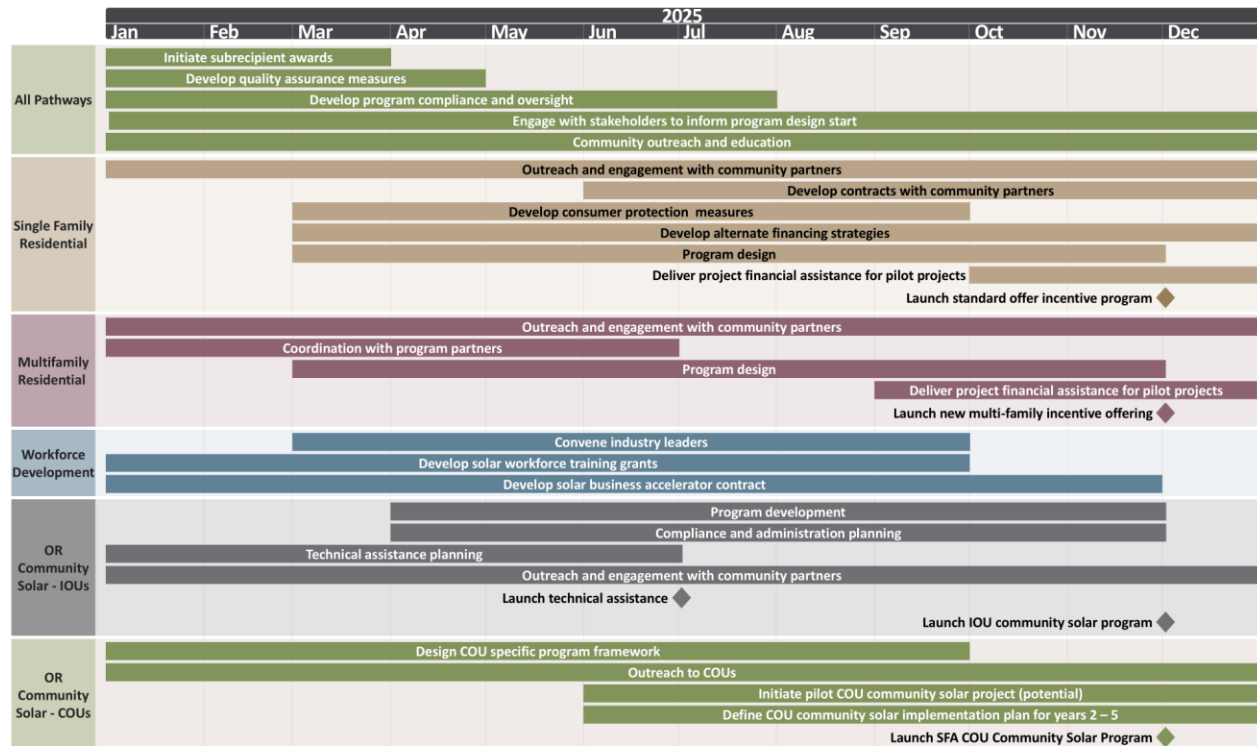 2025
Jan Feb Mar Apr May Jun Jul Aug Sep Oct Nov Dec
All Pathways
Initiate subrecipient awards
Develop quality assurance measures
Develop program compliance and oversight
Engage with stakeholders to inform program design start
Community outreach and education
Single Family
Residential
Outreach and engagement with community partners
Develop contracts with community partners
Develop consumer protection measures
Develop alternate financing strategies
Program design
Deliver project financial assistance for pilot projects
Launch standard offer incentive program
Multifamily
Residential
Outreach and engagement with community partners
Coordination with program partners
Program design
Deliver project financial assistance for pilot projects
Launch new multi-family incentive offering
Workforce
Development
Convene industry leaders
Develop solar workforce training grants
Develop solar business accelerator contract
OR
Community
Solar - IOUs
Program development
Compliance and administration planning
Technical assistance planning
Outreach and engagement with community partners
Launch technical assistance
Launch IOU community solar program
OR
Community
Solar - COUs
Design COU specific program framework
Outreach to COUs
Initiate pilot COU community solar project (potential)
Define COU community solar implementation plan for years 2 – 5
Launch SFA COU Community Solar Program